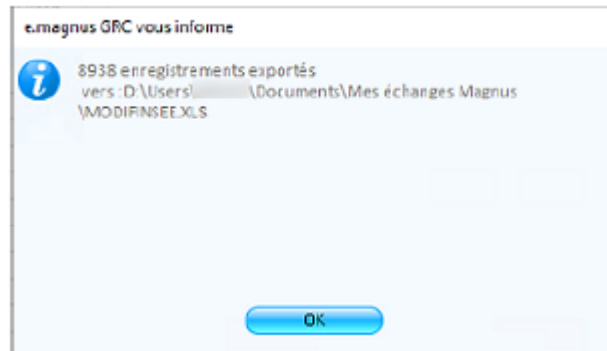 e.magnus GRC vous informe
8938 enregistrements exportés
vers :D:\Users\ \Documents\Mes échanges Magnus
\MODIFINSEE.XLS
OK